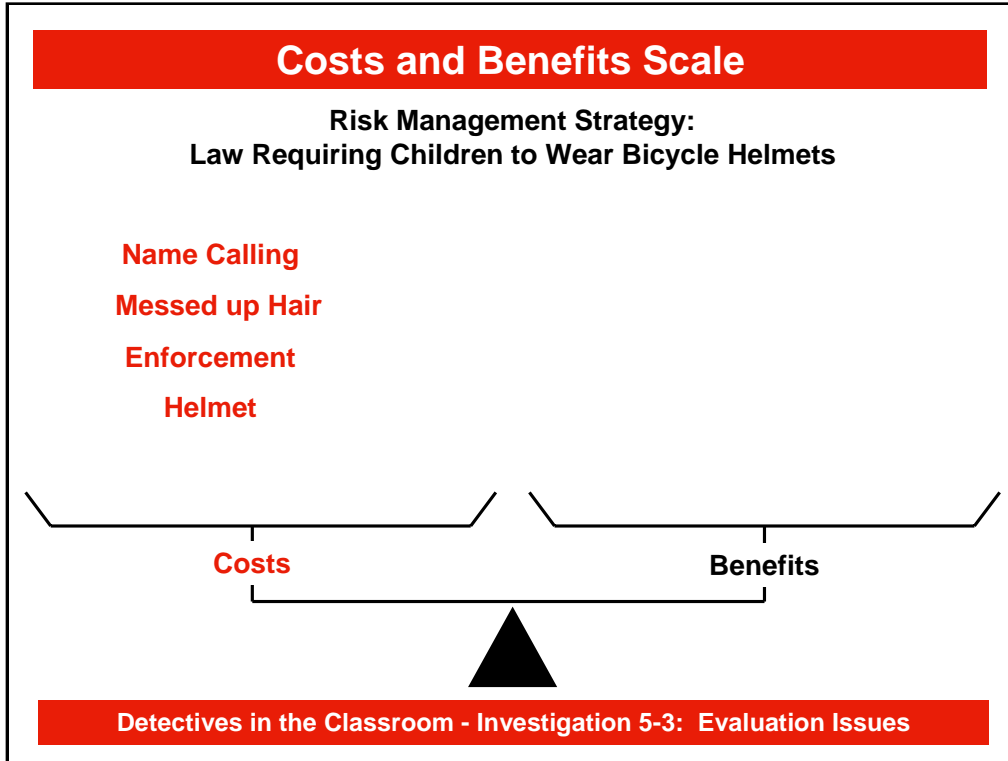 Costs and Benefits Scale
Risk Management Strategy:
Law Requiring Children to Wear Bicycle Helmets
Name Calling
Messed up Hair
Enforcement
Helmet
Costs
Benefits
Detectives in the Classroom - Investigation 5-3:  Evaluation Issues